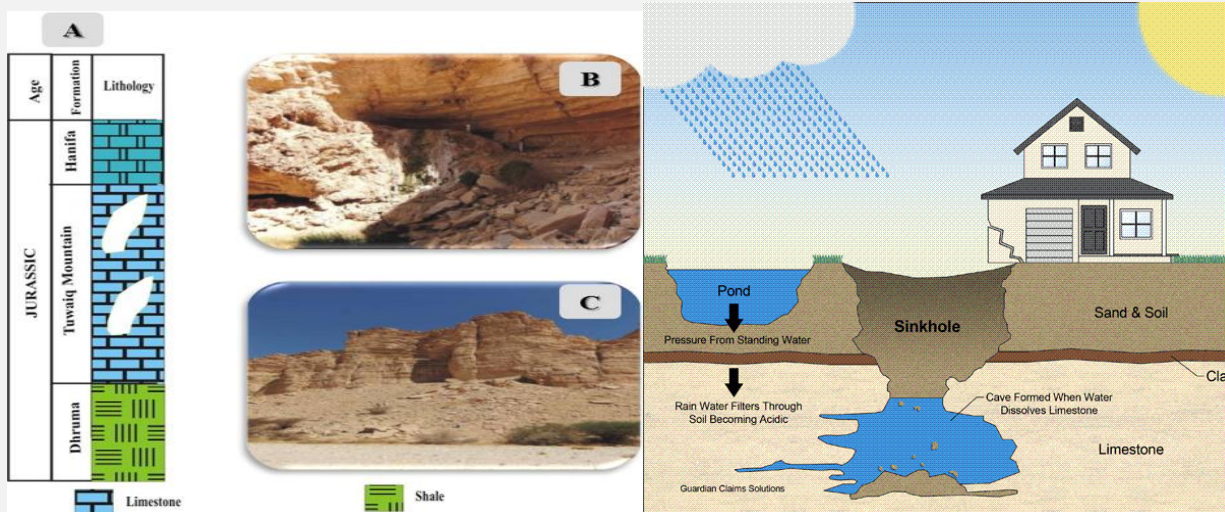 A
Age
Formation
Lithology
JURASSIC
Hanifa
Tuwaiq Mountain
Dhruma
Limestone
Shale
B
C
Pond
Pressure From Standing Water
Rain Water Filters Through
Soil Becoming Acidic
Guardian Claims Solutions
Sinkhole
Sand & Soil
Cla
Cave Formed When Water
Dissolves Limestone
Limestone